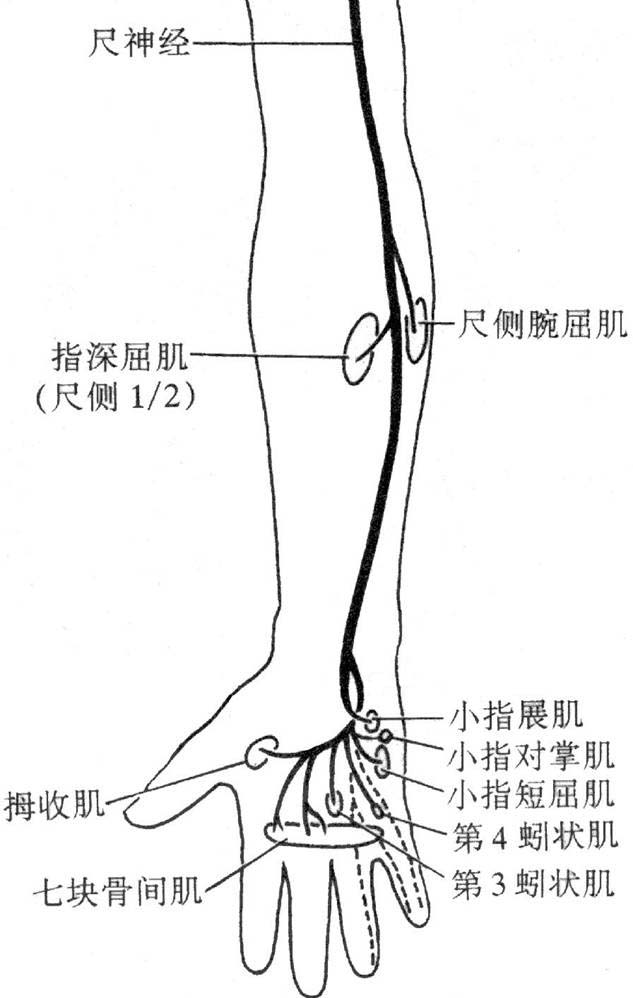 尺神经
尺侧腕屈肌
指深屈肌
(尺侧 1/2)
小指展肌
小指对掌肌
小指短屈肌
拇收肌
第 4 蚓状肌
七块骨间肌
第 3 蚓状肌